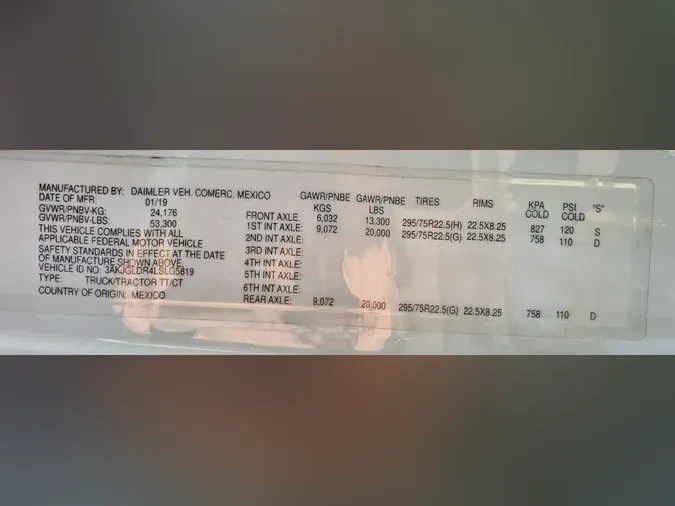 MANUFACTURED BY: DAIMLER VEH. COMERC. MEXICO
DATE OF MFR: 01/19
GVWR/PNBV-KG: 24,176
GVWR/PNBV-LBS: 53,300
THIS VEHICLE COMPLIES WITH ALL
APPLICABLE FEDERAL MOTOR VEHICLE
SAFETY STANDARDS IN EFFECT AT THE DATE
OF MANUFACTURE SHOWN ABOVE.
VEHICLE ID NO: 3AKJGLDR4LSLG5819
TYPE: TRUCK/TRACTOR TT/CT
COUNTRY OF ORIGIN: MEXICO
GAWR/PNBE GAWR/PNBE TIRES RIMS KPA PSI "S"
KGS LBS COLD COLD
FRONT AXLE: 6,032 13,300 295/75R22.5(H) 22.5X8.25 827 120 S
1ST INT AXLE: 9,072 20,000 295/75R22.5(G) 22.5X8.25 758 110 D
2ND INT AXLE:
3RD INT AXLE:
4TH INT AXLE:
5TH INT AXLE:
6TH INT AXLE:
REAR AXLE: 9,072 20,000 295/75R22.5(G) 22.5X8.25 758 110 D